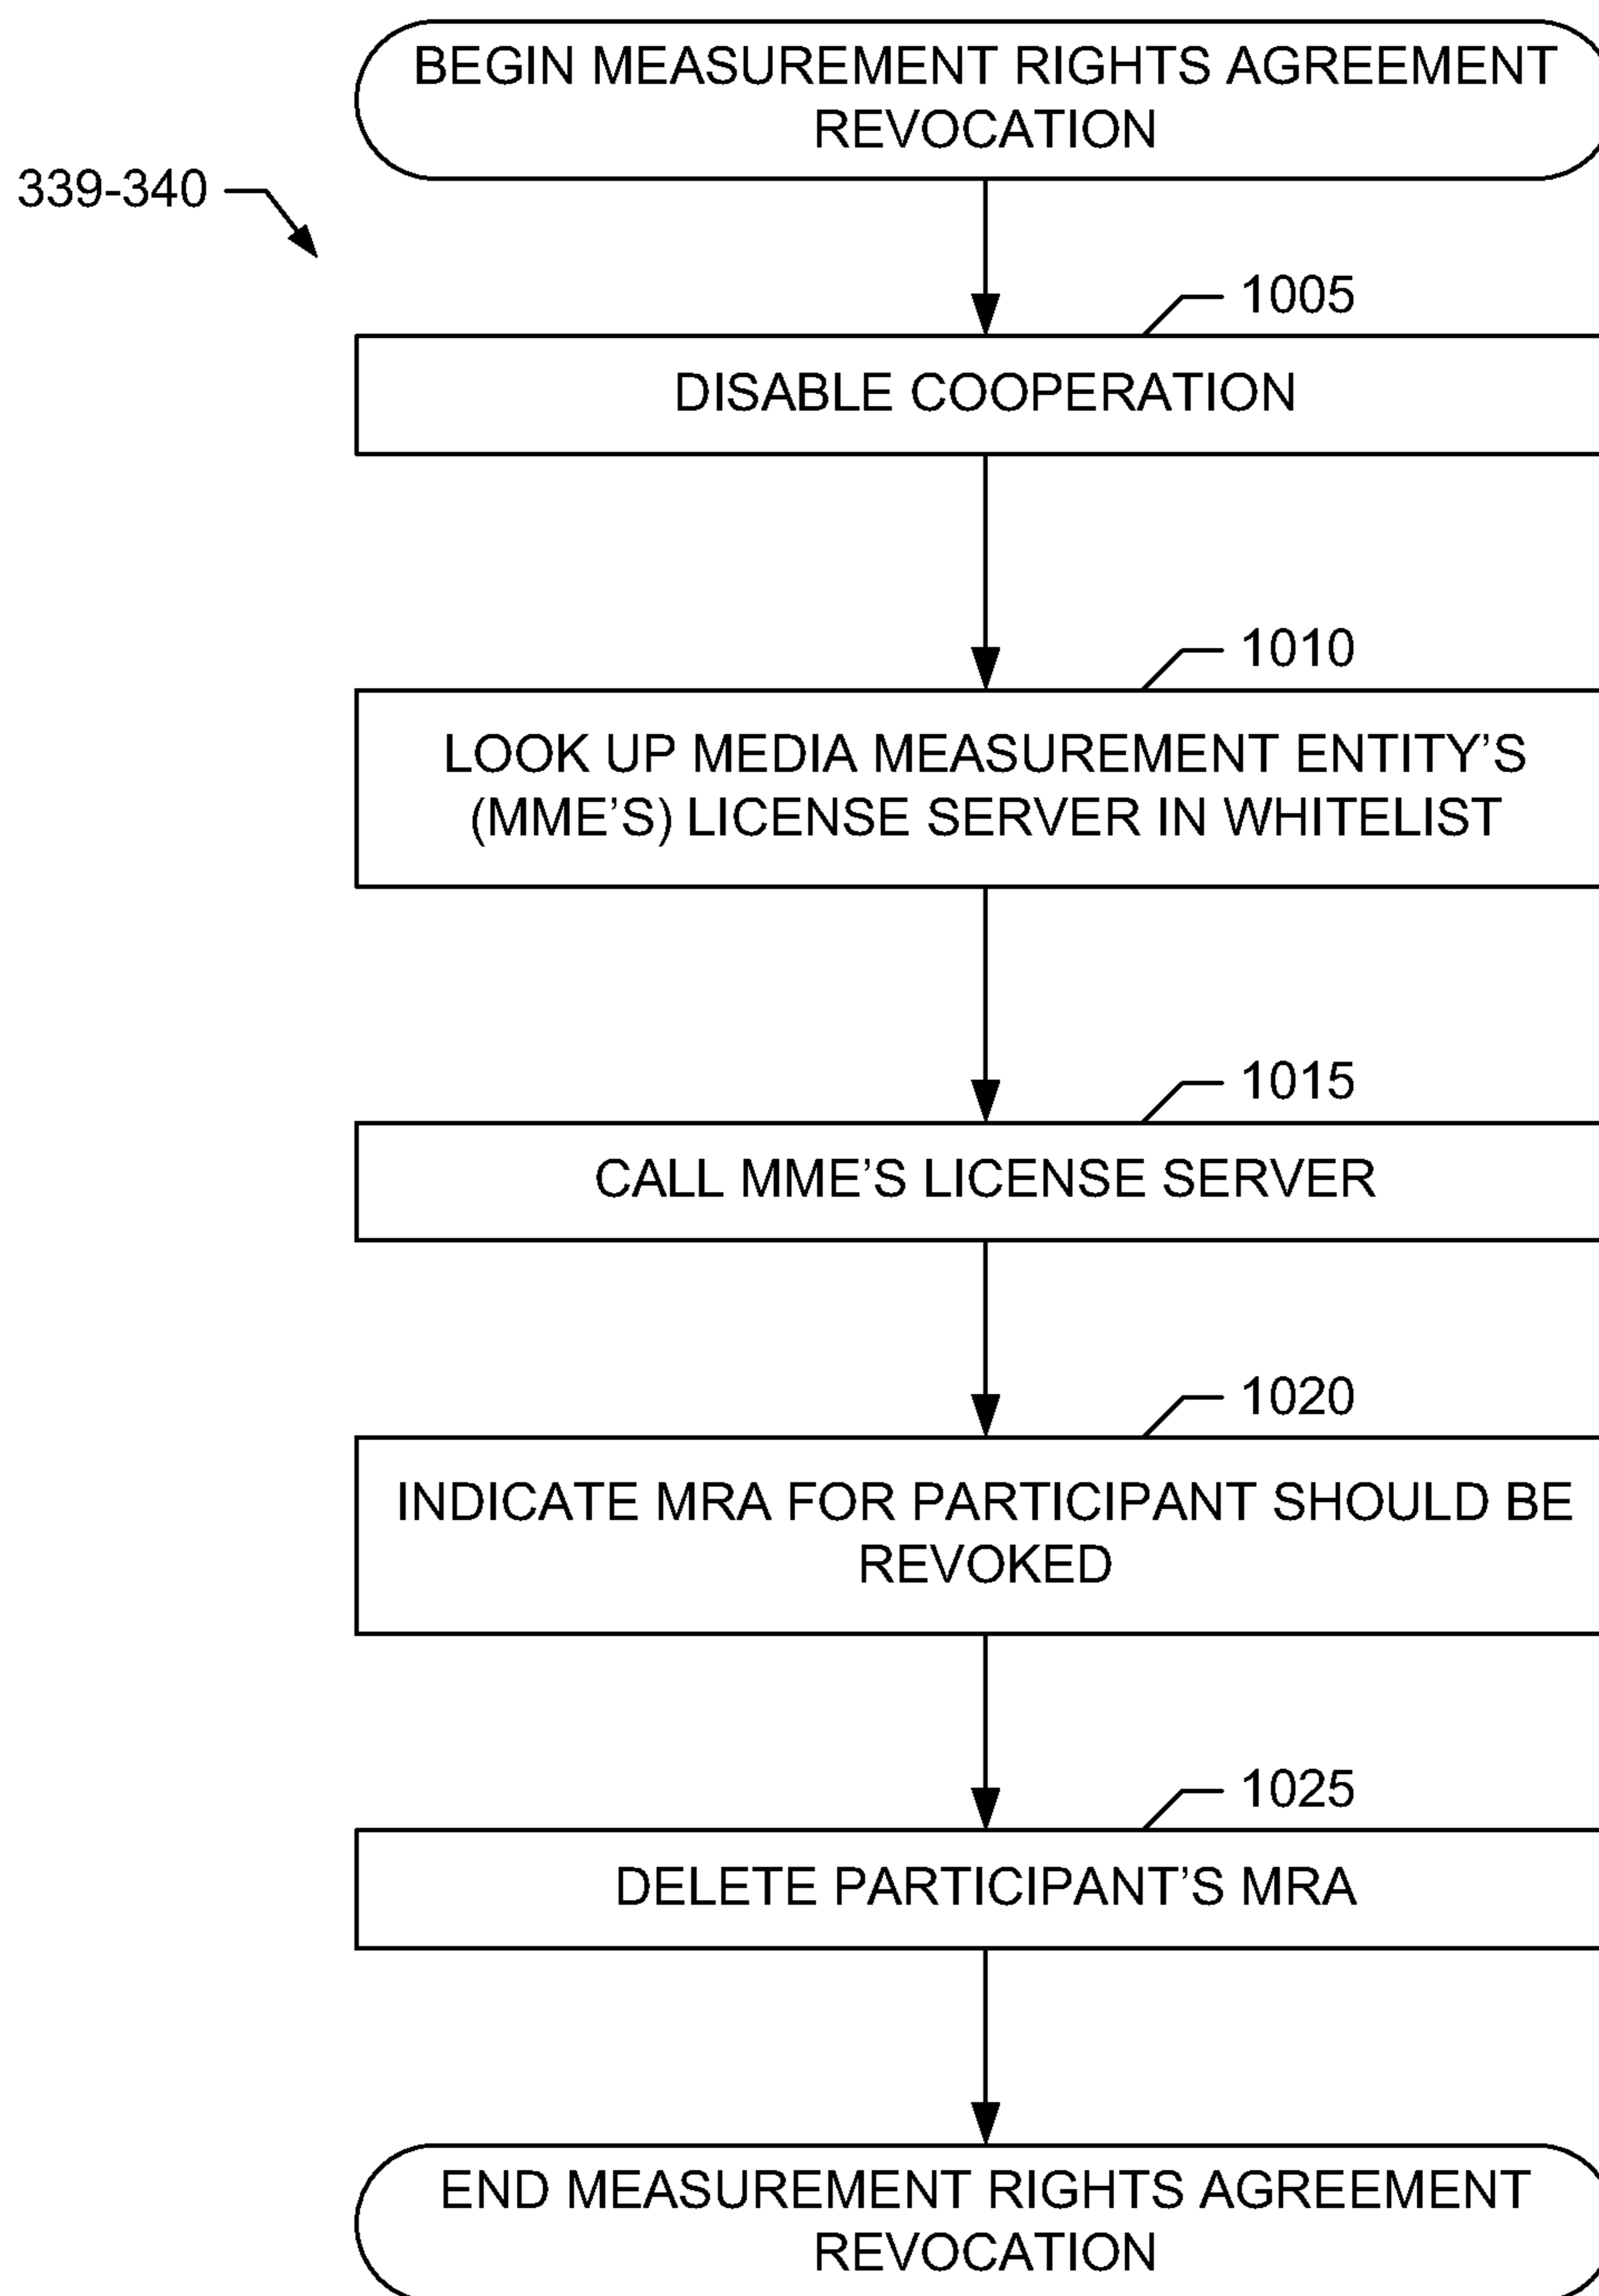 BEGIN MEASUREMENT RIGHTS AGREEMENT
REVOCATION
339-340
1005
DISABLE COOPERATION
1010
LOOK UP MEDIA MEASUREMENT ENTITY’S
(MME’S) LICENSE SERVER IN WHITELIST
1015
CALL MME’S LICENSE SERVER
1020
INDICATE MRA FOR PARTICIPANT SHOULD BE
REVOKED
1025
DELETE PARTICIPANT’S MRA
END MEASUREMENT RIGHTS AGREEMENT
REVOCATION